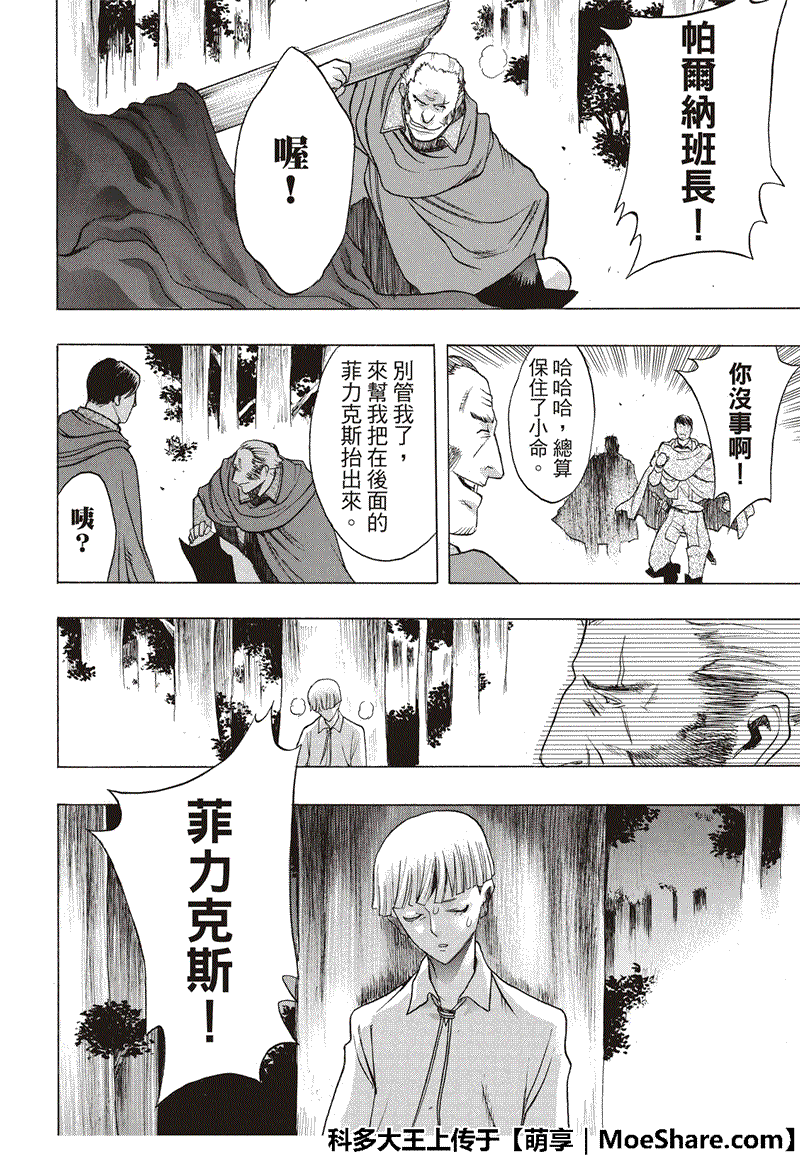 帕爾納班長！
喔！
你沒事啊！
哈哈哈，總算
保住了小命。
別管我了，
來幫我把在後面的
菲力克斯抬出來。
咦？
菲力克斯！
科多大王上传于【萌享｜MoeShare.com】